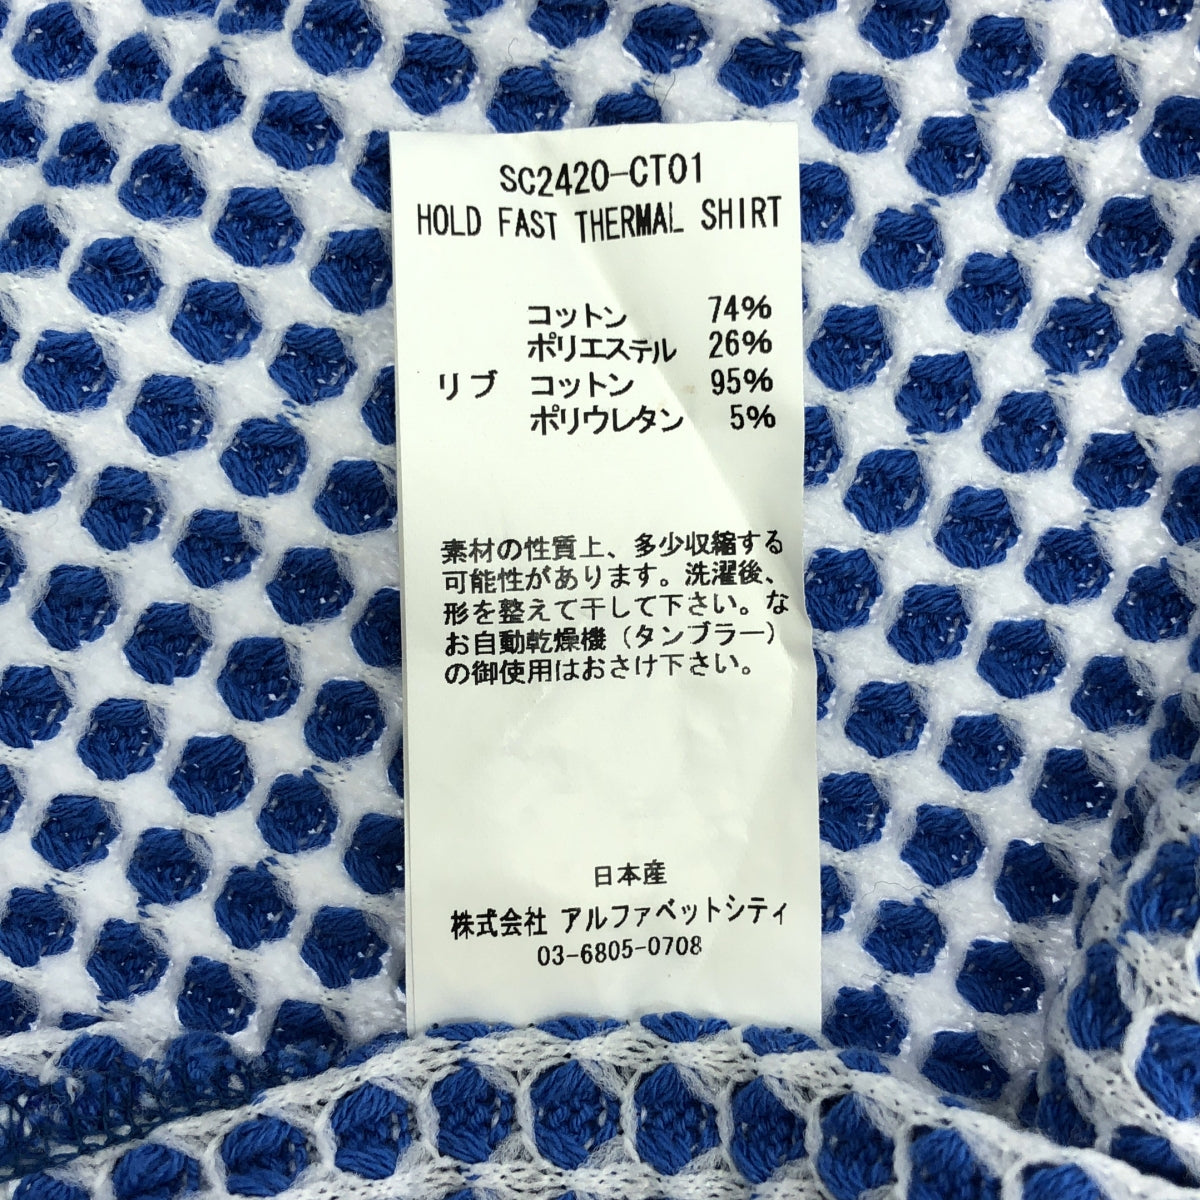 SC2420-CT01
HOLD FAST THERMAL SHIRT
コットン 74%
ポリエステル 26%
リブ コットン 95%
ポリウレタン 5%
素材の性質上、多少収縮する
可能性があります。洗濯後、
形を整えて干して下さい。な
お自動乾燥機（タンブラー）
の御使用はおさけ下さい。
日本産
株式会社 アルファベットシティ
03-6805-0708